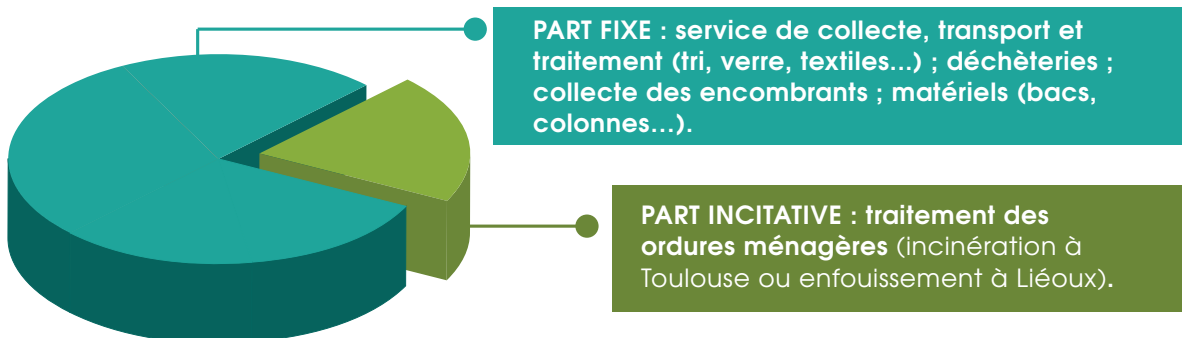 PART FIXE : service de collecte, transport et
traitement (tri, verre, textiles...) ; déchèteries ;
collecte des encombrants ; matériels (bacs,
colonnes...).
PART INCITATIVE : traitement des
ordures ménagères (incinération à
Toulouse ou enfouissement à Liéoux).